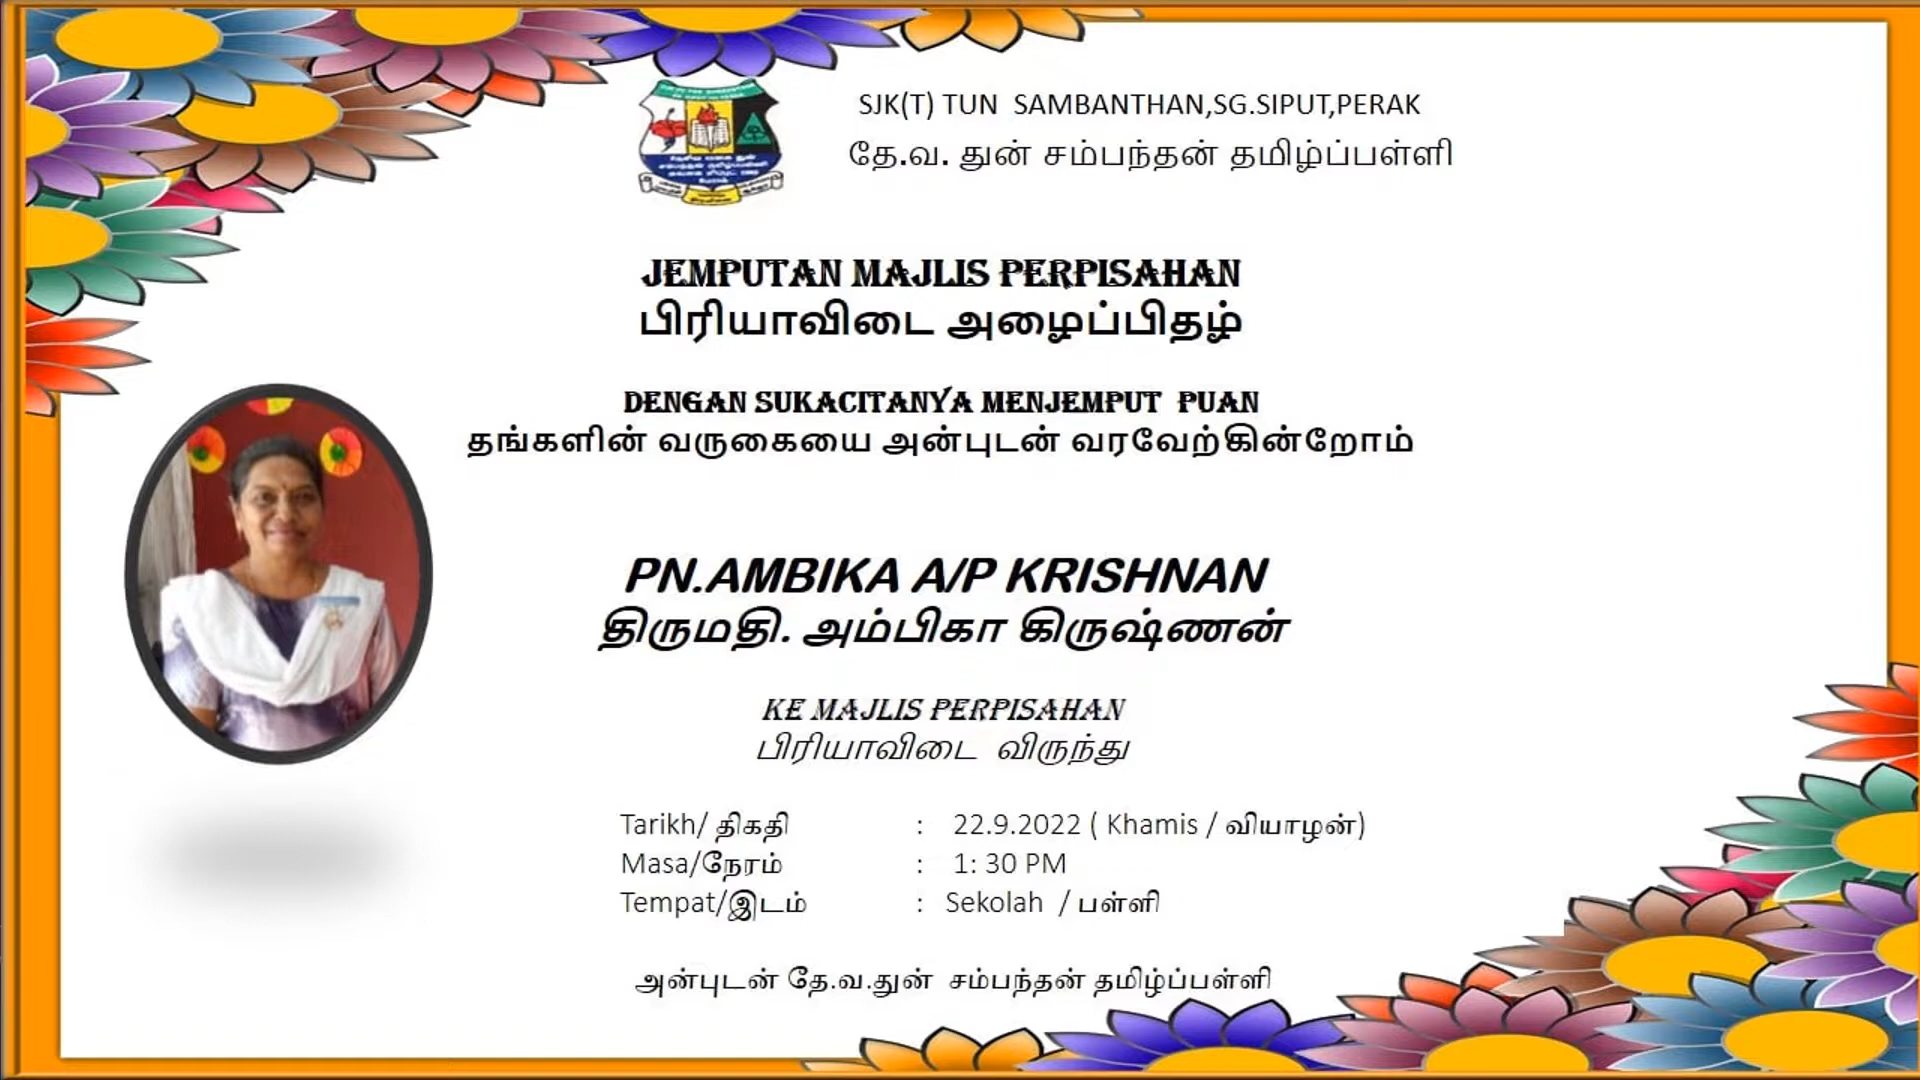 SJK(T) TUN SAMBANTHAN,SG.SIPUT,PERAK
தே.வ. துன் சம்பந்தன் தமிழ்ப்பள்ளி
JEMPUTAN MAJLIS PERPISAHAN
பிரியாவிடை அழைப்பிதழ்
DENGAN SUKACITANYA MENJEMPUT PUAN
தங்களின் வருகையை அன்புடன் வரவேற்கின்றோம்
PN.AMBIKA A/P KRISHNAN
திருமதி. அம்பிகா கிருஷ்ணன்
KE MAJLIS PERPISAHAN
பிரியாவிடை விருந்து
Tarikh/ திகதி : 22.9.2022 ( Khamis / வியாழன்)
Masa/நேரம் : 1: 30 PM
Tempat/இடம் : Sekolah / பள்ளி
அன்புடன் தே.வ.துன் சம்பந்தன் தமிழ்ப்பள்ளி